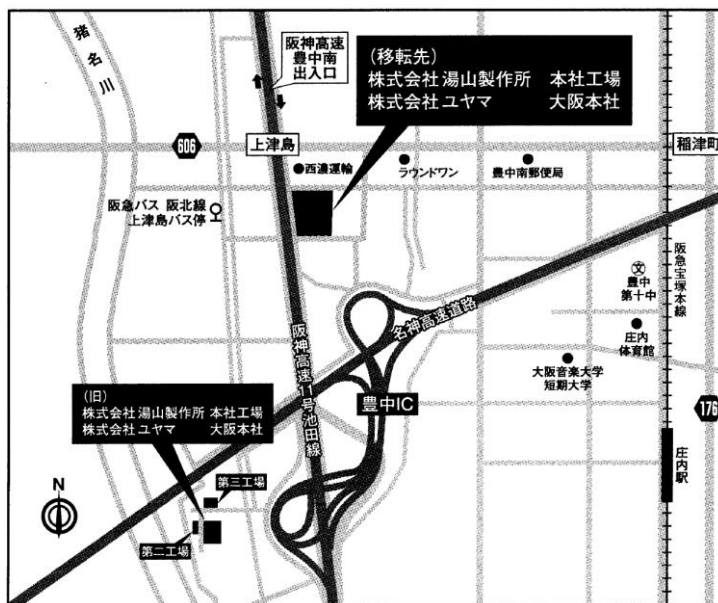 猪名川
阪神高速
豊中南
出入口
(移転先)
株式会社 湯山製作所 本社工場
株式会社 ユヤマ 大阪本社
606
上津島
稲津町
西濃運輸
ラウンドワン
豊中南郵便局
阪急バス 阪北線
上津島バス停
阪急宝塚本線
文
豊中
第十中
名神高速道路
庄内
体育館
阪神高速11号池田線
大阪音楽大学
短期大学
(旧)
株式会社 湯山製作所 本社工場
株式会社 ユヤマ 大阪本社
豊中IC
176
庄内駅
N
第三工場
第二工場